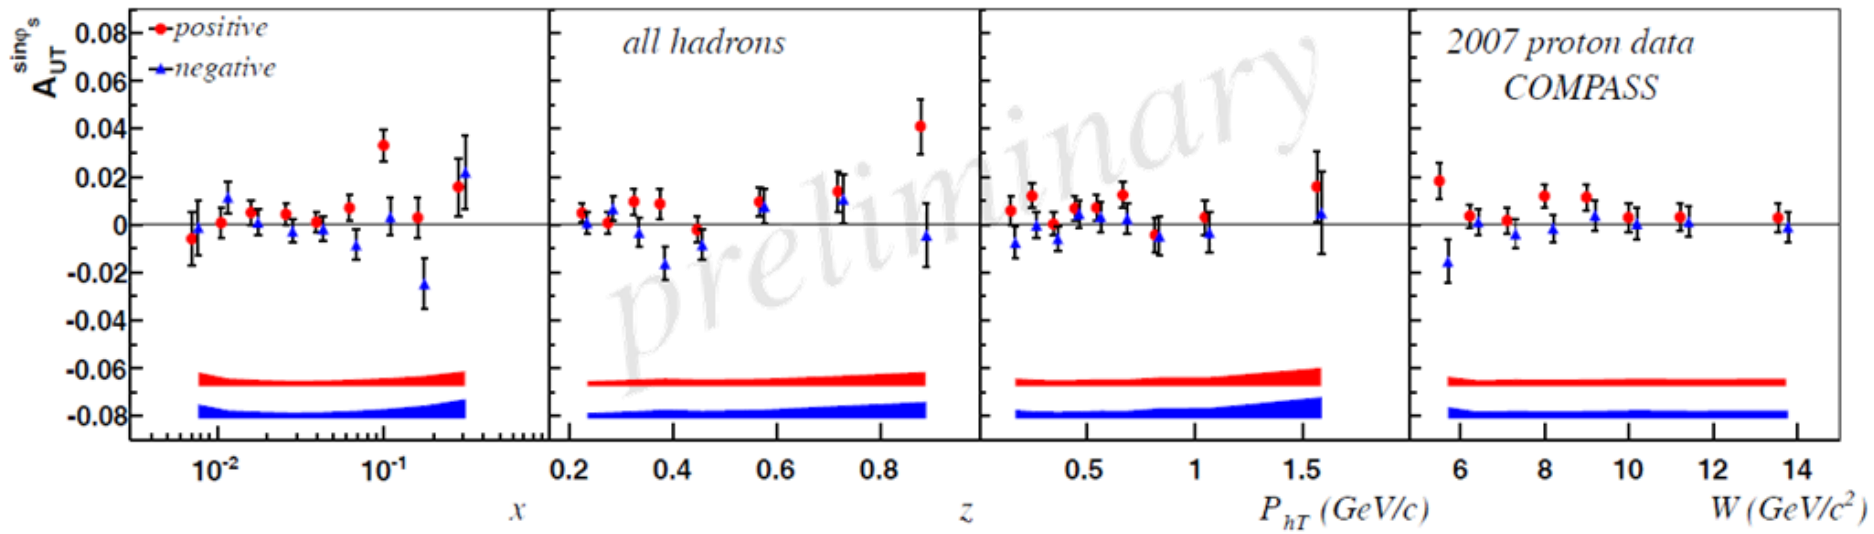 A_UT^sinφ_s
0.08
0.06
0.04
0.02
0
-0.02
-0.04
-0.06
-0.08
positive
negative
all hadrons
2007 proton data
COMPASS
preliminary
10^-2 10^-1
0.2 0.4 0.6 0.8
0.5 1 1.5
6 8 10 12 14
x
z
P_hT (GeV/c)
W (GeV/c^2)